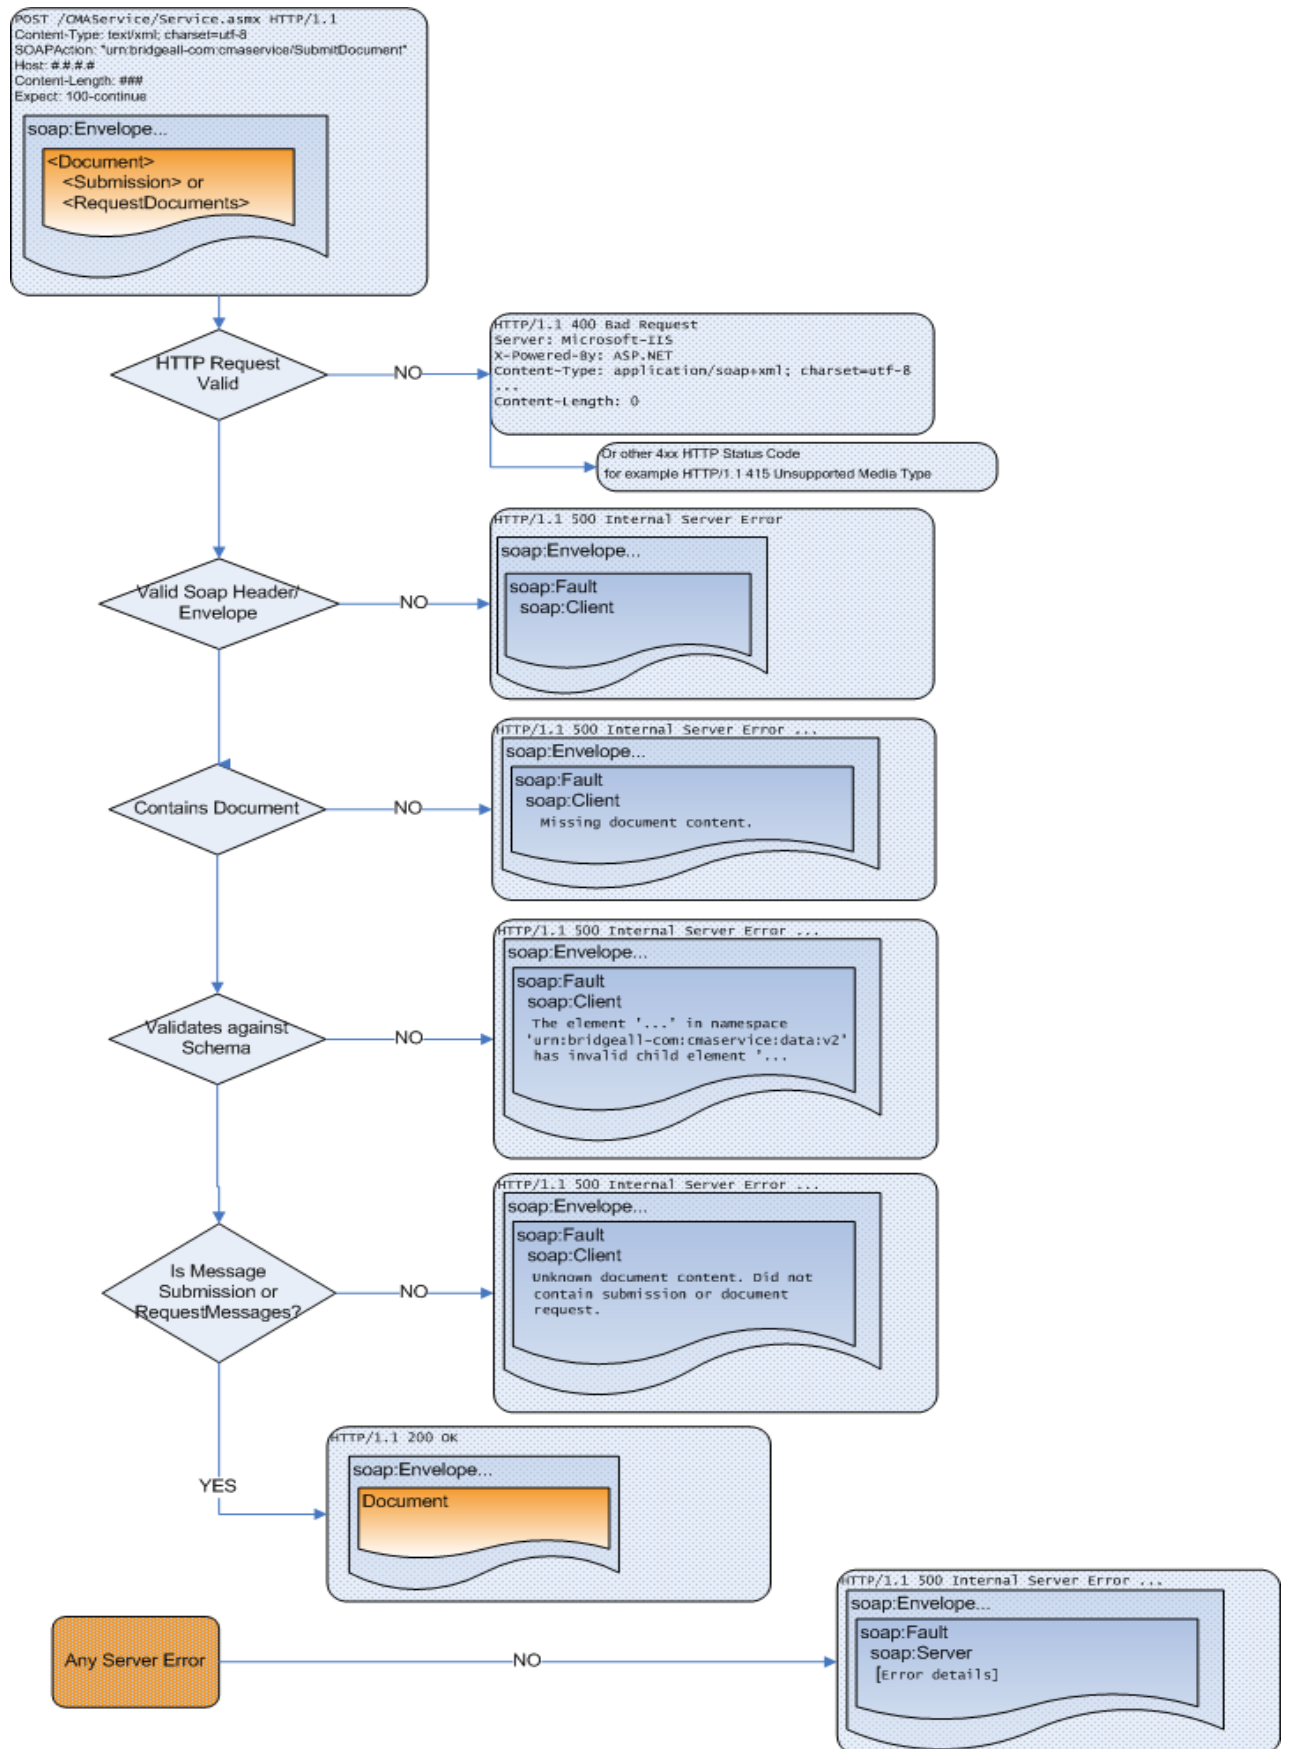 POST /CMAService/Service.asmx HTTP/1.1
Content-Type: text/xml; charset=utf-8
SOAPAction: "urn:bridgeall-com:cmaservice/SubmitDocument"
Host: #.#.#.#
Content-Length: ###
Expect: 100-continue
soap:Envelope...
<Document>
<Submission> or
<RequestDocuments>
HTTP Request
Valid
NO
HTTP/1.1 400 Bad Request
Server: Microsoft-IIS
X-Powered-By: ASP.NET
Content-Type: application/soap+xml; charset=utf-8
...
Content-Length: 0
Or other 4xx HTTP Status Code
for example HTTP/1.1 415 Unsupported Media Type
Valid Soap Header/
Envelope
NO
HTTP/1.1 500 Internal Server Error
soap:Envelope...
soap:Fault
soap:Client
Contains Document
NO
HTTP/1.1 500 Internal Server Error ...
soap:Envelope...
soap:Fault
soap:Client
Missing document content.
Validates against
Schema
NO
HTTP/1.1 500 Internal Server Error ...
soap:Envelope...
soap:Fault
soap:Client
The element '...' in namespace
'urn:bridgeall-com:cmaservice:data:v2'
has invalid child element '...
Is Message
Submission or
RequestMessages?
NO
HTTP/1.1 500 Internal Server Error ...
soap:Envelope...
soap:Fault
soap:Client
Unknown document content. Did not
contain submission or document
request.
YES
HTTP/1.1 200 OK
soap:Envelope...
Document
Any Server Error
NO
HTTP/1.1 500 Internal Server Error ...
soap:Envelope...
soap:Fault
soap:Server
[Error details]